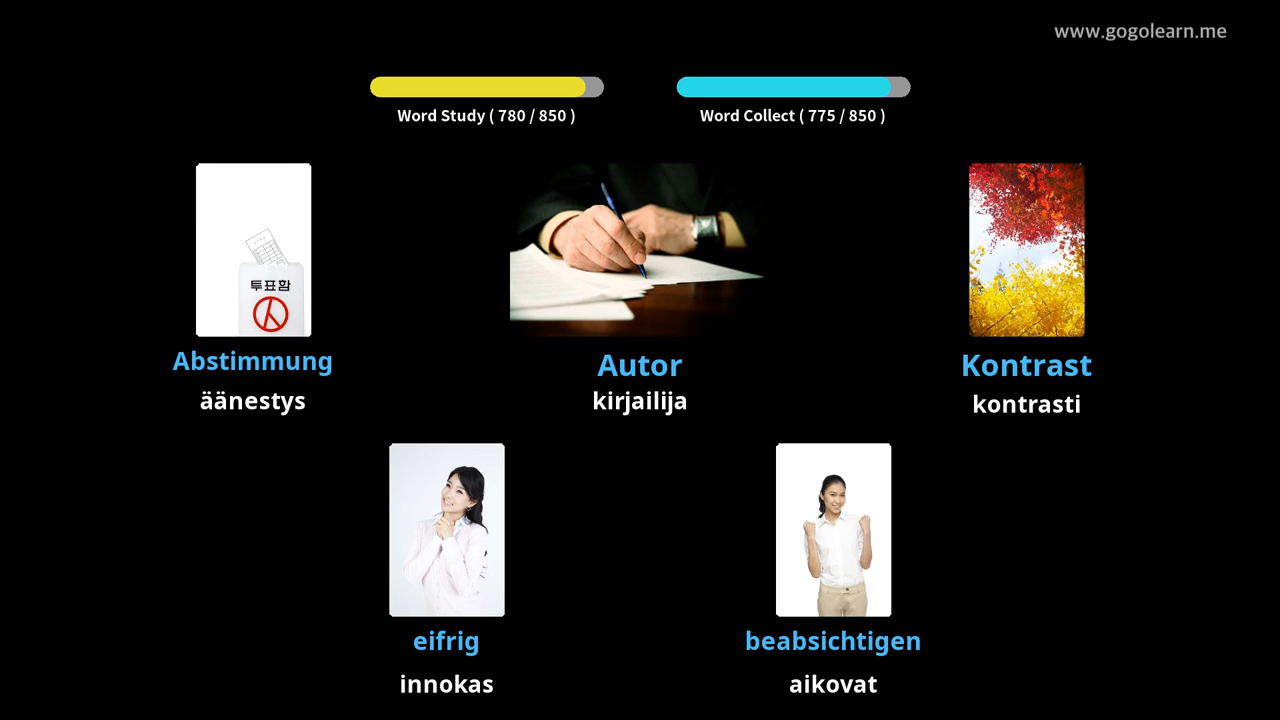 www.gogolearn.me
Word Study ( 780 / 850 )
Word Collect ( 775 / 850 )
투표함
Abstimmung
äänestys
Autor
kirjailija
Kontrast
kontrasti
eifrig
innokas
beabsichtigen
aikovat